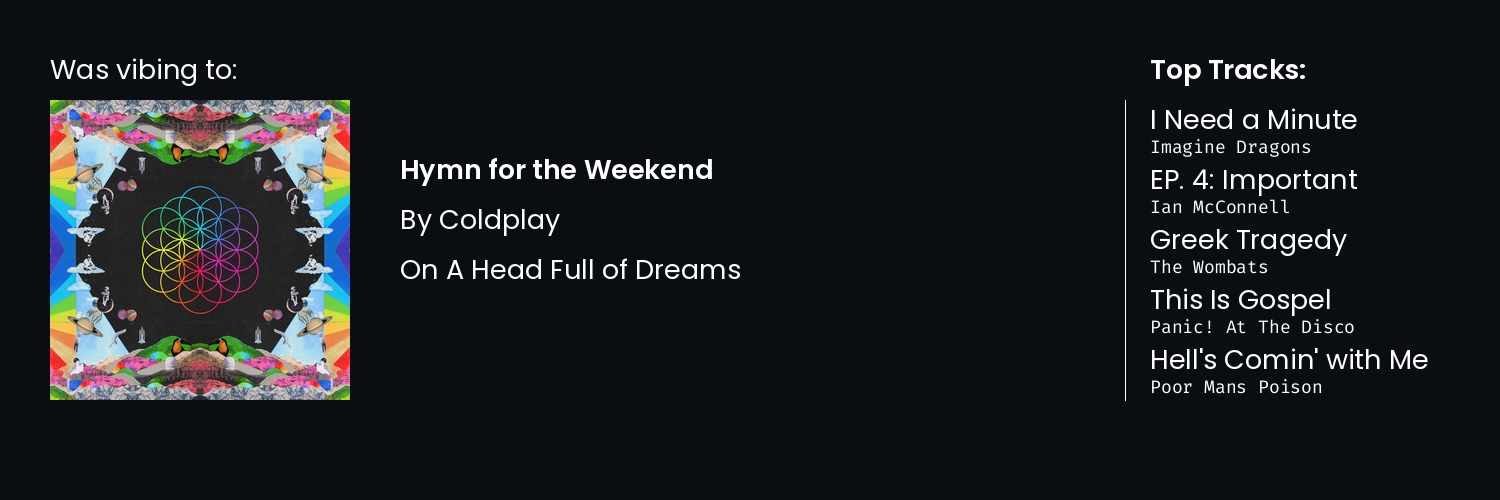 Was vibing to:
Hymn for the Weekend
By Coldplay
On A Head Full of Dreams
Top Tracks:
I Need a Minute
Imagine Dragons
EP. 4: Important
Ian McConnell
Greek Tragedy
The Wombats
This Is Gospel
Panic! At The Disco
Hell's Comin' with Me
Poor Mans Poison